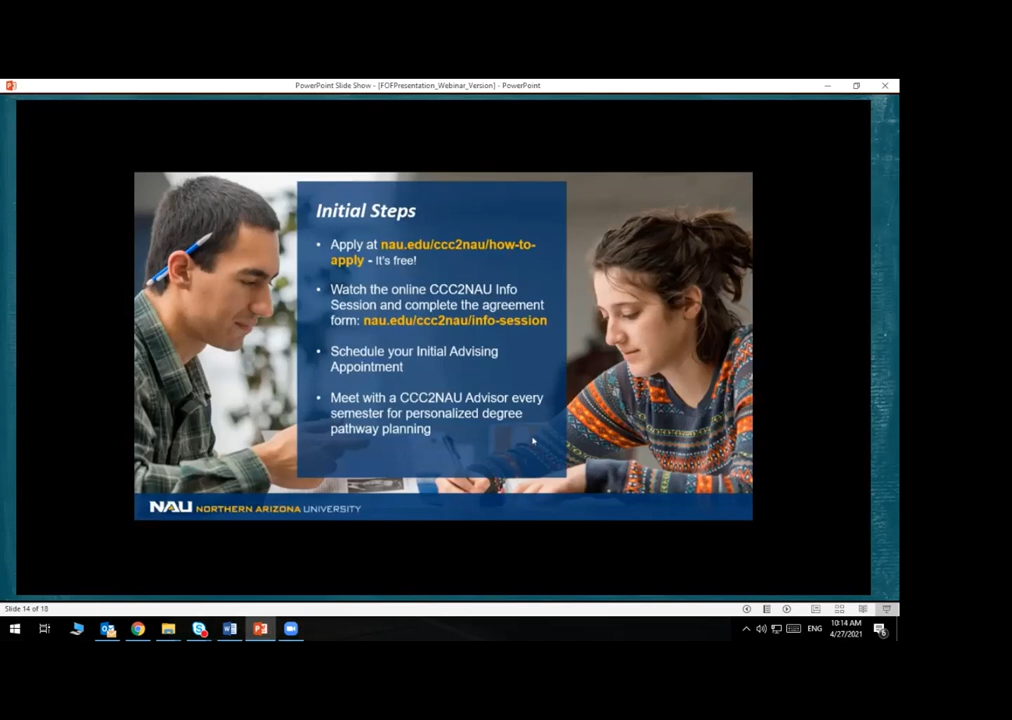 PowerPoint Slide Show - [FOFPresentation_Webinar_Version] - PowerPoint
Initial Steps
• Apply at nau.edu/ccc2nau/how-to-
apply - It's free!
• Watch the online CCC2NAU Info
Session and complete the agreement
form: nau.edu/ccc2nau/info-session
• Schedule your Initial Advising
Appointment
• Meet with a CCC2NAU Advisor every
semester for personalized degree
pathway planning
NAU NORTHERN ARIZONA UNIVERSITY
Slide 14 of 18
ENG
10:14 AM
4/27/2021